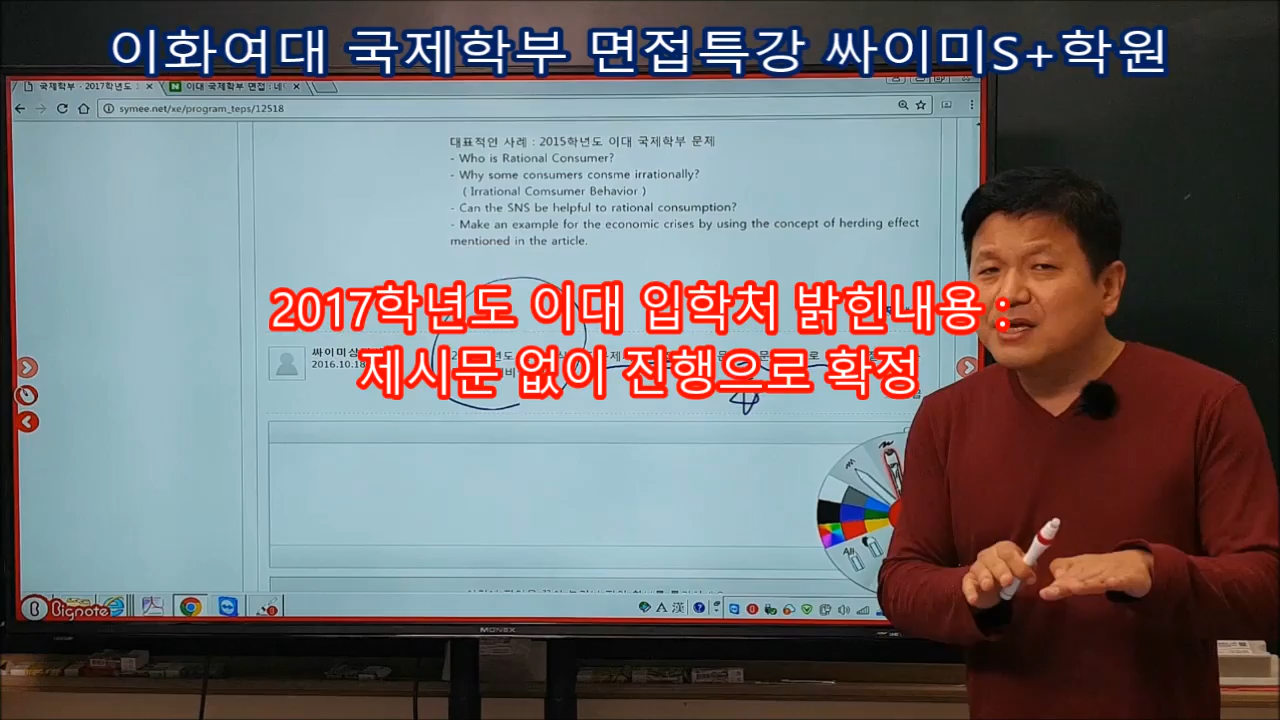 이화여대 국제학부 면접특강 싸이미S+학원
국제학부 - 2017학년도
이대 국제학부 면접 : 네
symee.net/xe/program_teps/12518
대표적인 사례 : 2015학년도 이대 국제학부 문제
- Who is Rational Consumer?
- Why some consumers consme irrationally?
( Irrational Comsumer Behavior )
- Can the SNS be helpful to rational consumption?
- Make an example for the economic crises by using the concept of herding effect
mentioned in the article.
2017학년도 이대 입학처 밝힌내용 :
제시문 없이 진행으로 확정
싸이미상
2016.10.18
Bignote
A 漢
MONEX